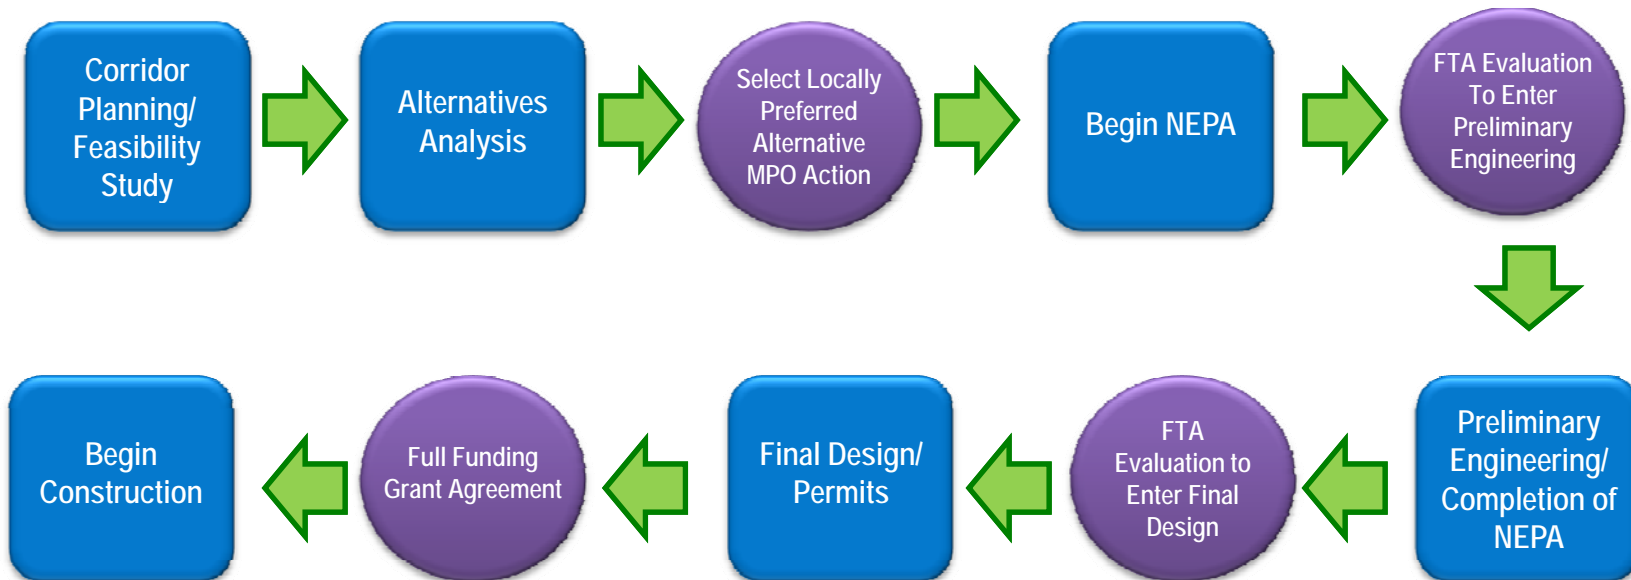 Corridor
Planning/
Feasibility
Study
Alternatives
Analysis
Select Locally
Preferred
Alternative
MPO Action
Begin NEPA
FTA Evaluation
To Enter
Preliminary
Engineering
Preliminary
Engineering/
Completion of
NEPA
FTA
Evaluation to
Enter Final
Design
Final Design/
Permits
Full Funding
Grant Agreement
Begin
Construction